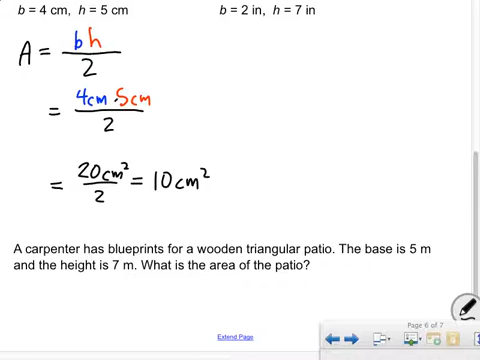 b = 4 cm, h = 5 cm
b = 2 in, h = 7 in
A = bh/2
= 4cm · 5cm/2
= 20cm²/2 = 10cm²
A carpenter has blueprints for a wooden triangular patio. The base is 5 m
and the height is 7 m. What is the area of the patio?
Extend Page
Page 6 of 7